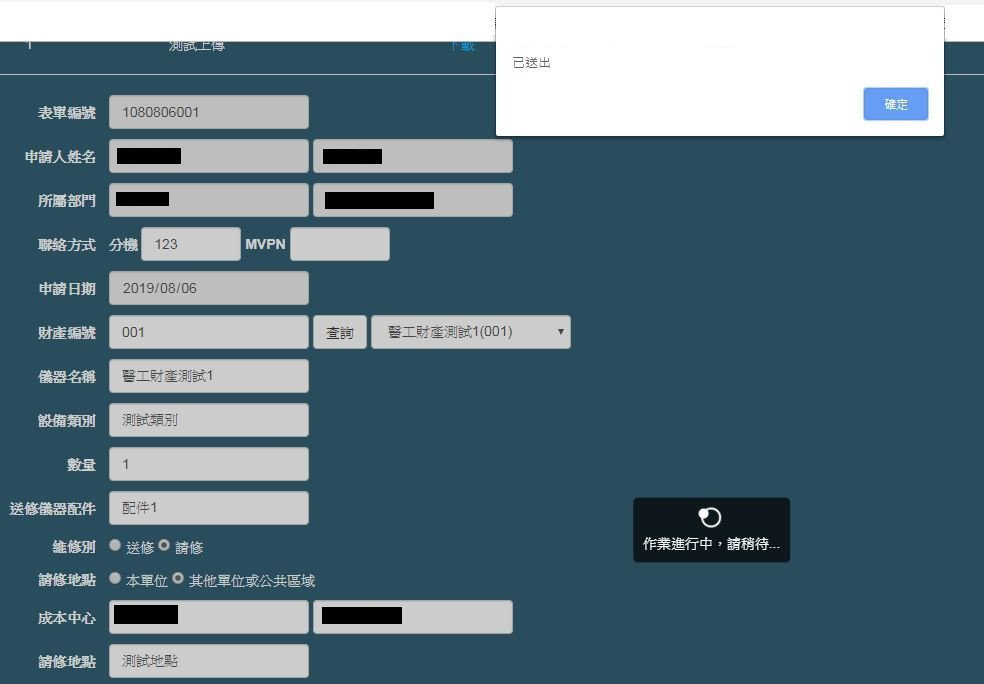 1 測試上傳 下載
已送出
確定
表單編號 1080806001
申請人姓名
所屬部門
聯絡方式 分機 123 MVPN
申請日期 2019/08/06
財產編號 001 查詢 醫工財產測試1(001)
儀器名稱 醫工財產測試1
設備類別 測試類別
數量 1
送修儀器配件 配件1
維修別 送修 請修
請修地點 本單位 其他單位或公共區域
成本中心
請修地點 測試地點
作業進行中，請稍待...